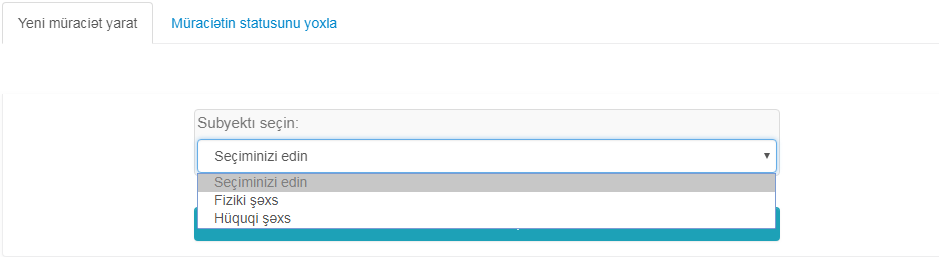 Yeni müraciət yarat
Müraciətin statusunu yoxla
Subyektı seçin:
Seçiminizi edin
Seçiminizi edin
Fiziki şəxs
Hüquqi şəxs